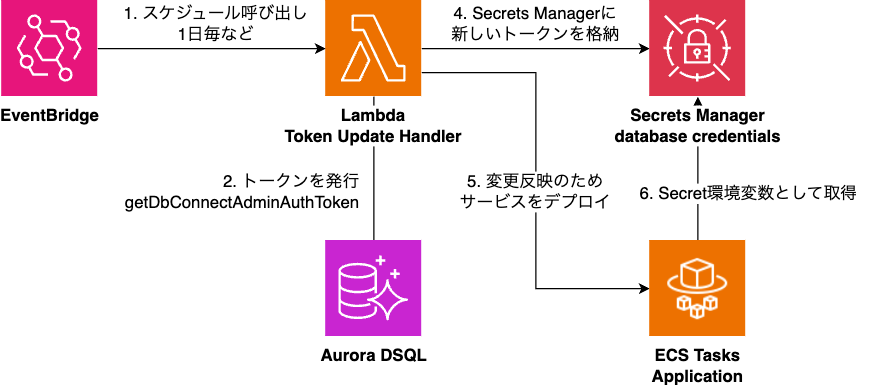 1. スケジュール呼び出し
1日毎など
4. Secrets Managerに
新しいトークンを格納
EventBridge
Lambda
Token Update Handler
Secrets Manager
database credentials
2. トークンを発行
getDbConnectAdminAuthToken
5. 変更反映のため
サービスをデプロイ
6. Secret環境変数として取得
Aurora DSQL
ECS Tasks
Application